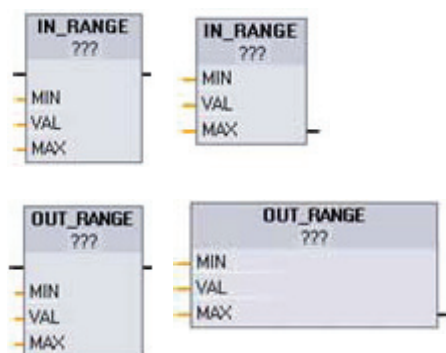 IN_RANGE
???
MIN
VAL
MAX
IN_RANGE
???
MIN
VAL
MAX
OUT_RANGE
???
MIN
VAL
MAX
OUT_RANGE
???
MIN
VAL
MAX